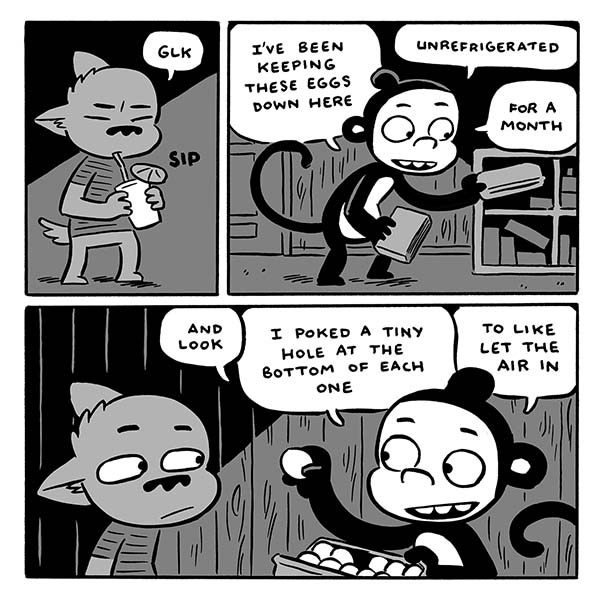 GLK
SIP
I'VE BEEN
KEEPING
THESE EGGS
DOWN HERE
UNREFRIGERATED
FOR A
MONTH
AND
LOOK
I POKED A TINY
HOLE AT THE
BOTTOM OF EACH
ONE
TO LIKE
LET THE
AIR IN